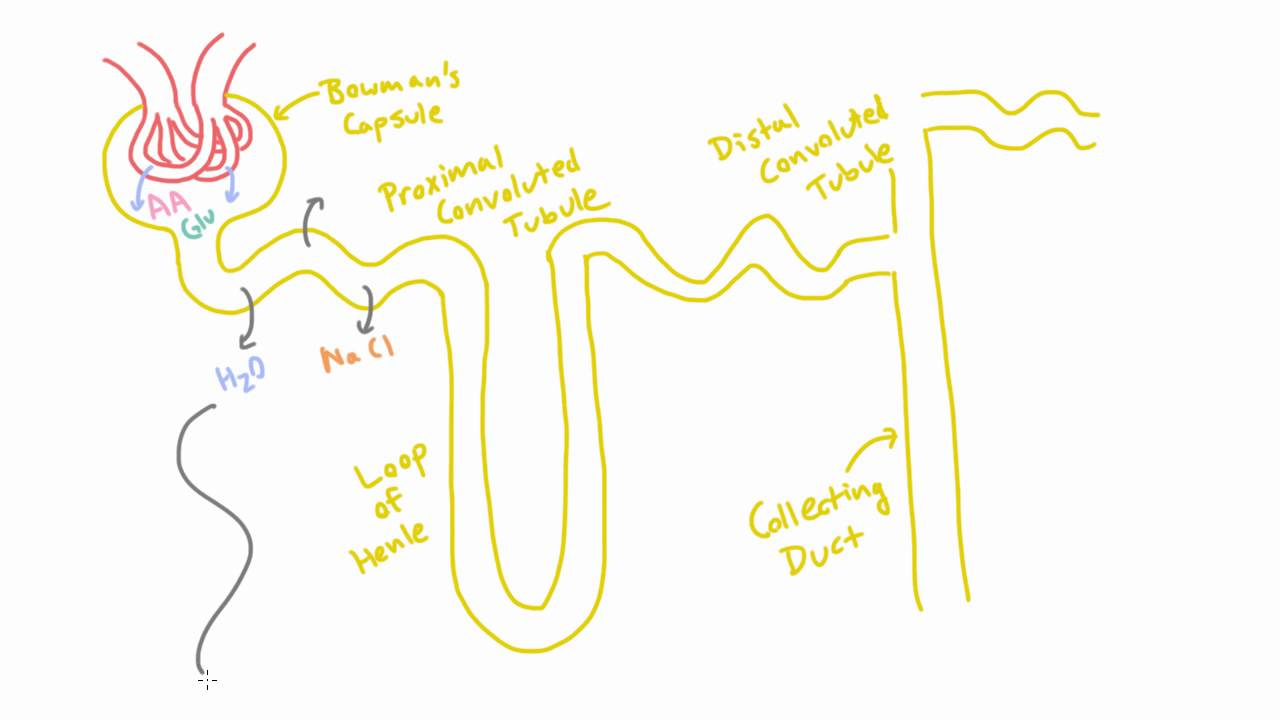 Bowman's
Capsule
AA
Glu
Proximal
Convoluted
Tubule
Distal
Convoluted
Tubule
H2O
NaCl
Loop
of
Henle
Collecting
Duct